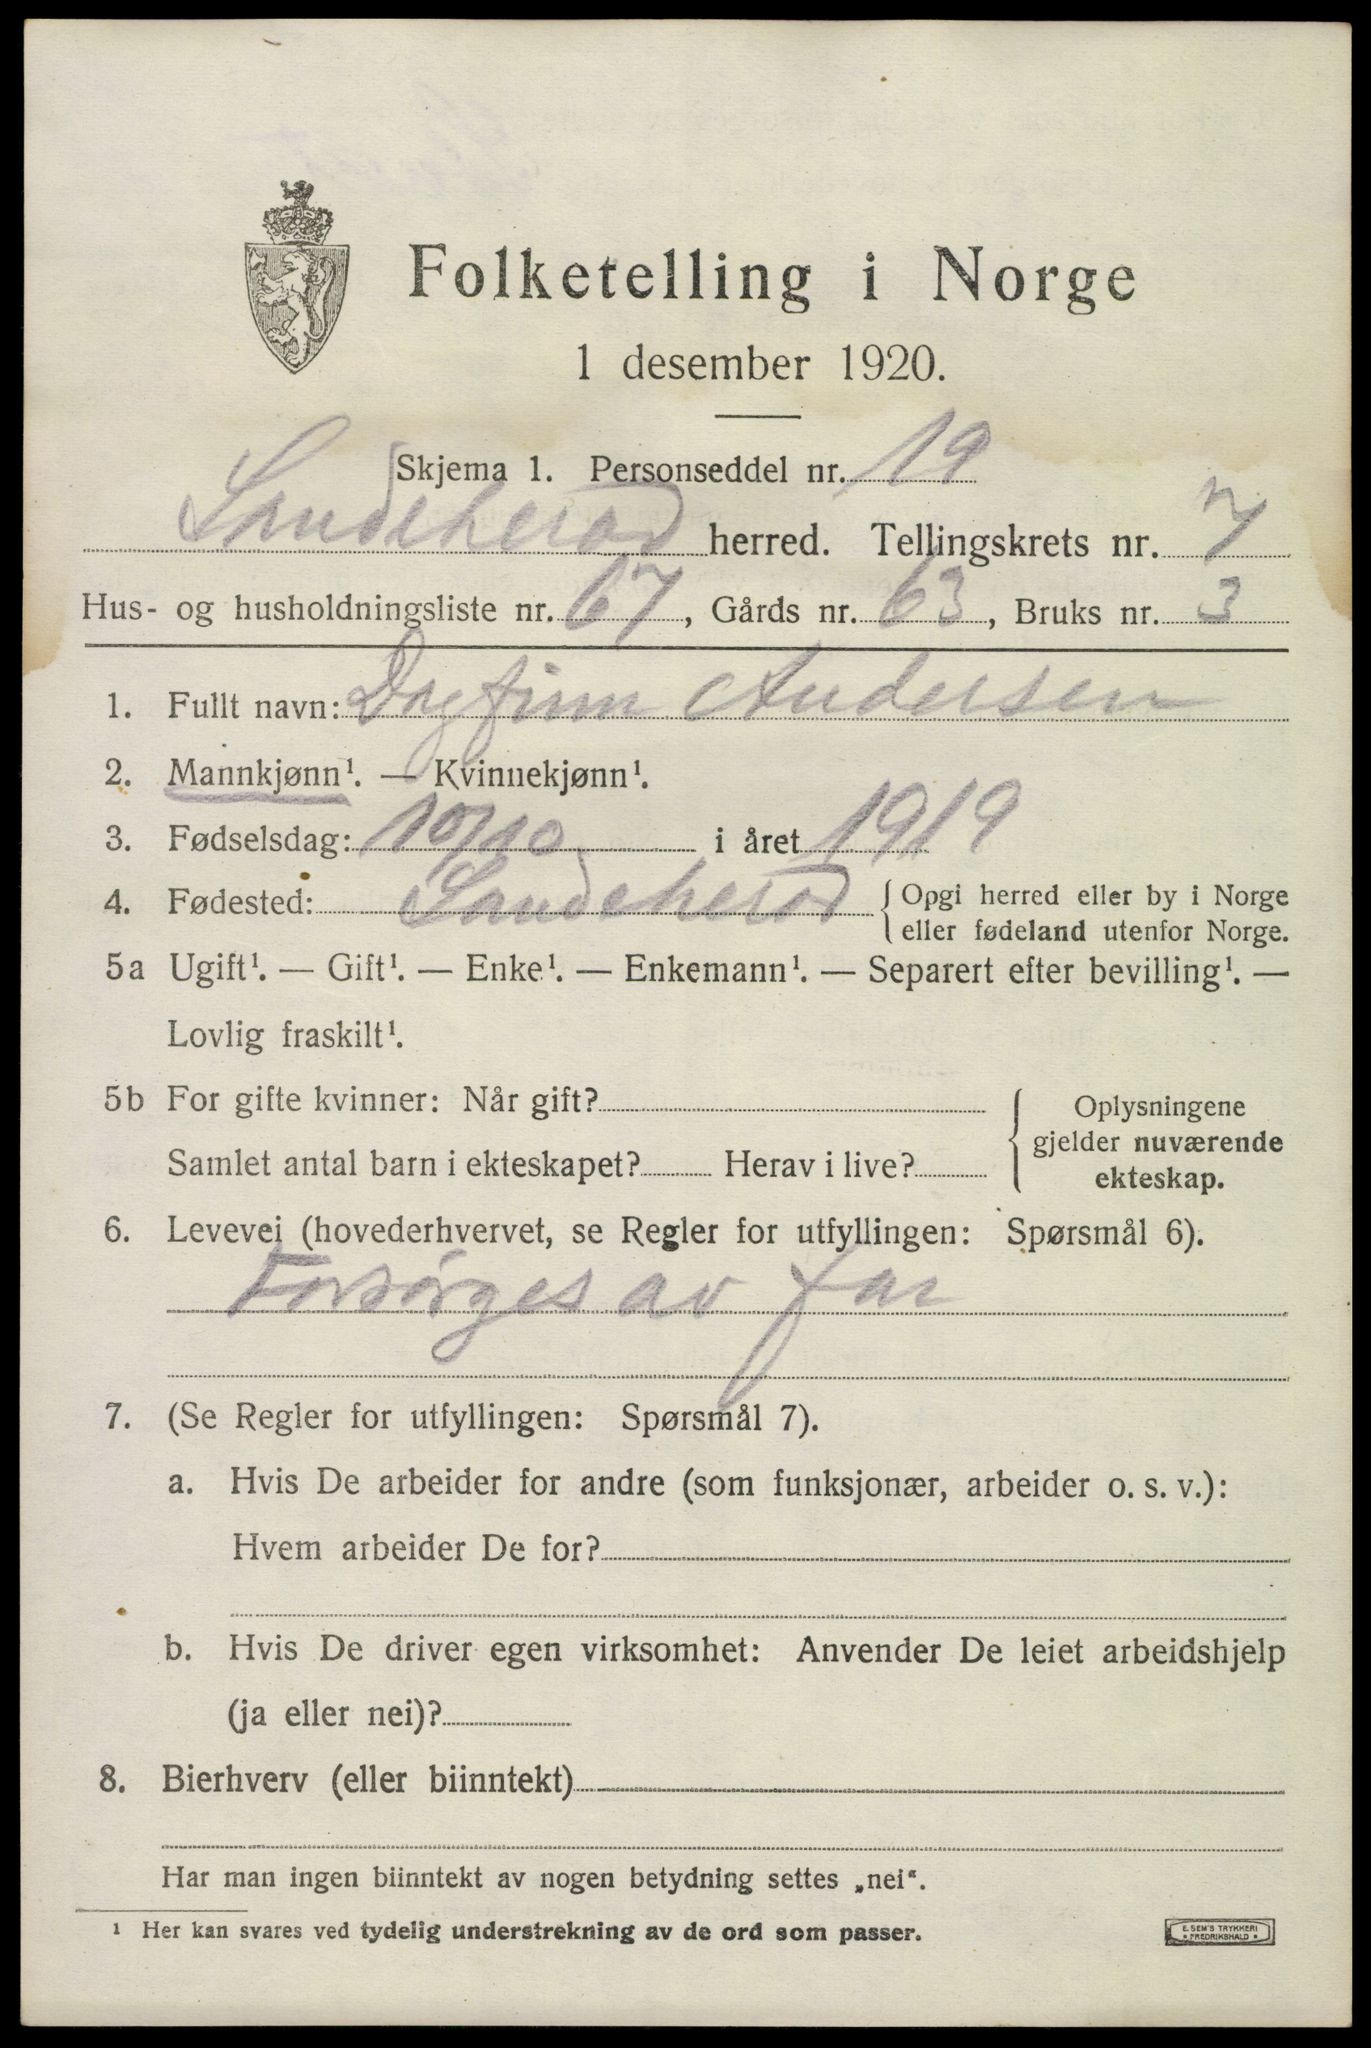 Folketelling i Norge
1 desember 1920.
Skjema 1. Personseddel nr. 19
Sandeherad herred. Tellingskrets nr. 7
Hus- og husholdningsliste nr. 67, Gårds nr. 63, Bruks nr. 3
1. Fullt navn: Dagfinn Andersen
2. Mannkjønn¹. — Kvinnekjønn¹.
3. Fødselsdag: 10/10 i året 1919
4. Fødested: Sandeherad { Opgi herred eller by i Norge
eller fødeland utenfor Norge.
5a Ugift¹. — Gift¹. — Enke¹. — Enkemann¹. — Separert efter bevilling¹. —
Lovlig fraskilt¹.
5b For gifte kvinner: Når gift?
Samlet antal barn i ekteskapet? Herav i live?
Oplysningene
gjelder nuværende
ekteskap.
6. Levevei (hovederhvervet, se Regler for utfyllingen: Spørsmål 6).
Forsørges av far
7. (Se Regler for utfyllingen: Spørsmål 7).
a. Hvis De arbeider for andre (som funksjonær, arbeider o. s. v.):
Hvem arbeider De for?
b. Hvis De driver egen virksomhet: Anvender De leiet arbeidshjelp
(ja eller nei)?
8. Bierhverv (eller biinntekt)
Har man ingen biinntekt av nogen betydning settes „nei“.
¹ Her kan svares ved tydelig understrekning av de ord som passer.
E. SEM'S TRYKKERI
* FREDRIKSHALD *